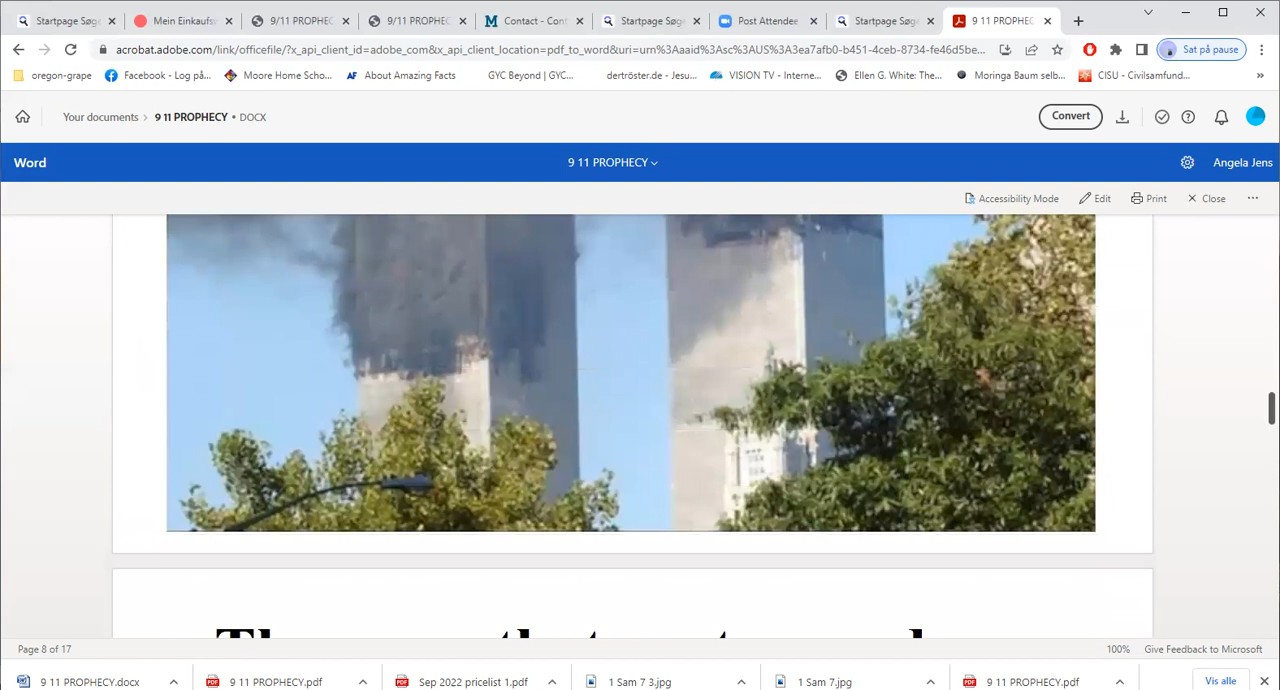 Startpage Søg
Mein Einkaufsw
9/11 PROPHEC
9/11 PROPHEC
Contact - Cont
Startpage Søg
Post Attendee
Startpage Søg
9 11 PROPHEC
acrobat.adobe.com/link/officefile/?x_api_client_id=adobe_com&x_api_client_location=pdf_to_word&uri=urn%3Aaaid%3Asc%3AUS%3A3ea7afb0-b451-4ceb-8734-fe46d5be...
Sat på pause
oregon-grape
Facebook - Log på...
Moore Home Scho...
AF About Amazing Facts
GYC Beyond | GYC...
dertröster.de - Jesu...
VISION TV - Interne...
Ellen G. White: The...
Moringa Baum selb...
CISU - Civilsamfund...
»
Your documents > 9 11 PROPHECY • DOCX
Convert
Word
9 11 PROPHECY
Angela Jens
Accessibility Mode
Edit
Print
Close
...
Page 8 of 17
100%
Give Feedback to Microsoft
9 11 PROPHECY.docx
9 11 PROPHECY.pdf
Sep 2022 pricelist 1.pdf
1 Sam 7 3.jpg
1 Sam 7.jpg
9 11 PROPHECY.pdf
Vis alle